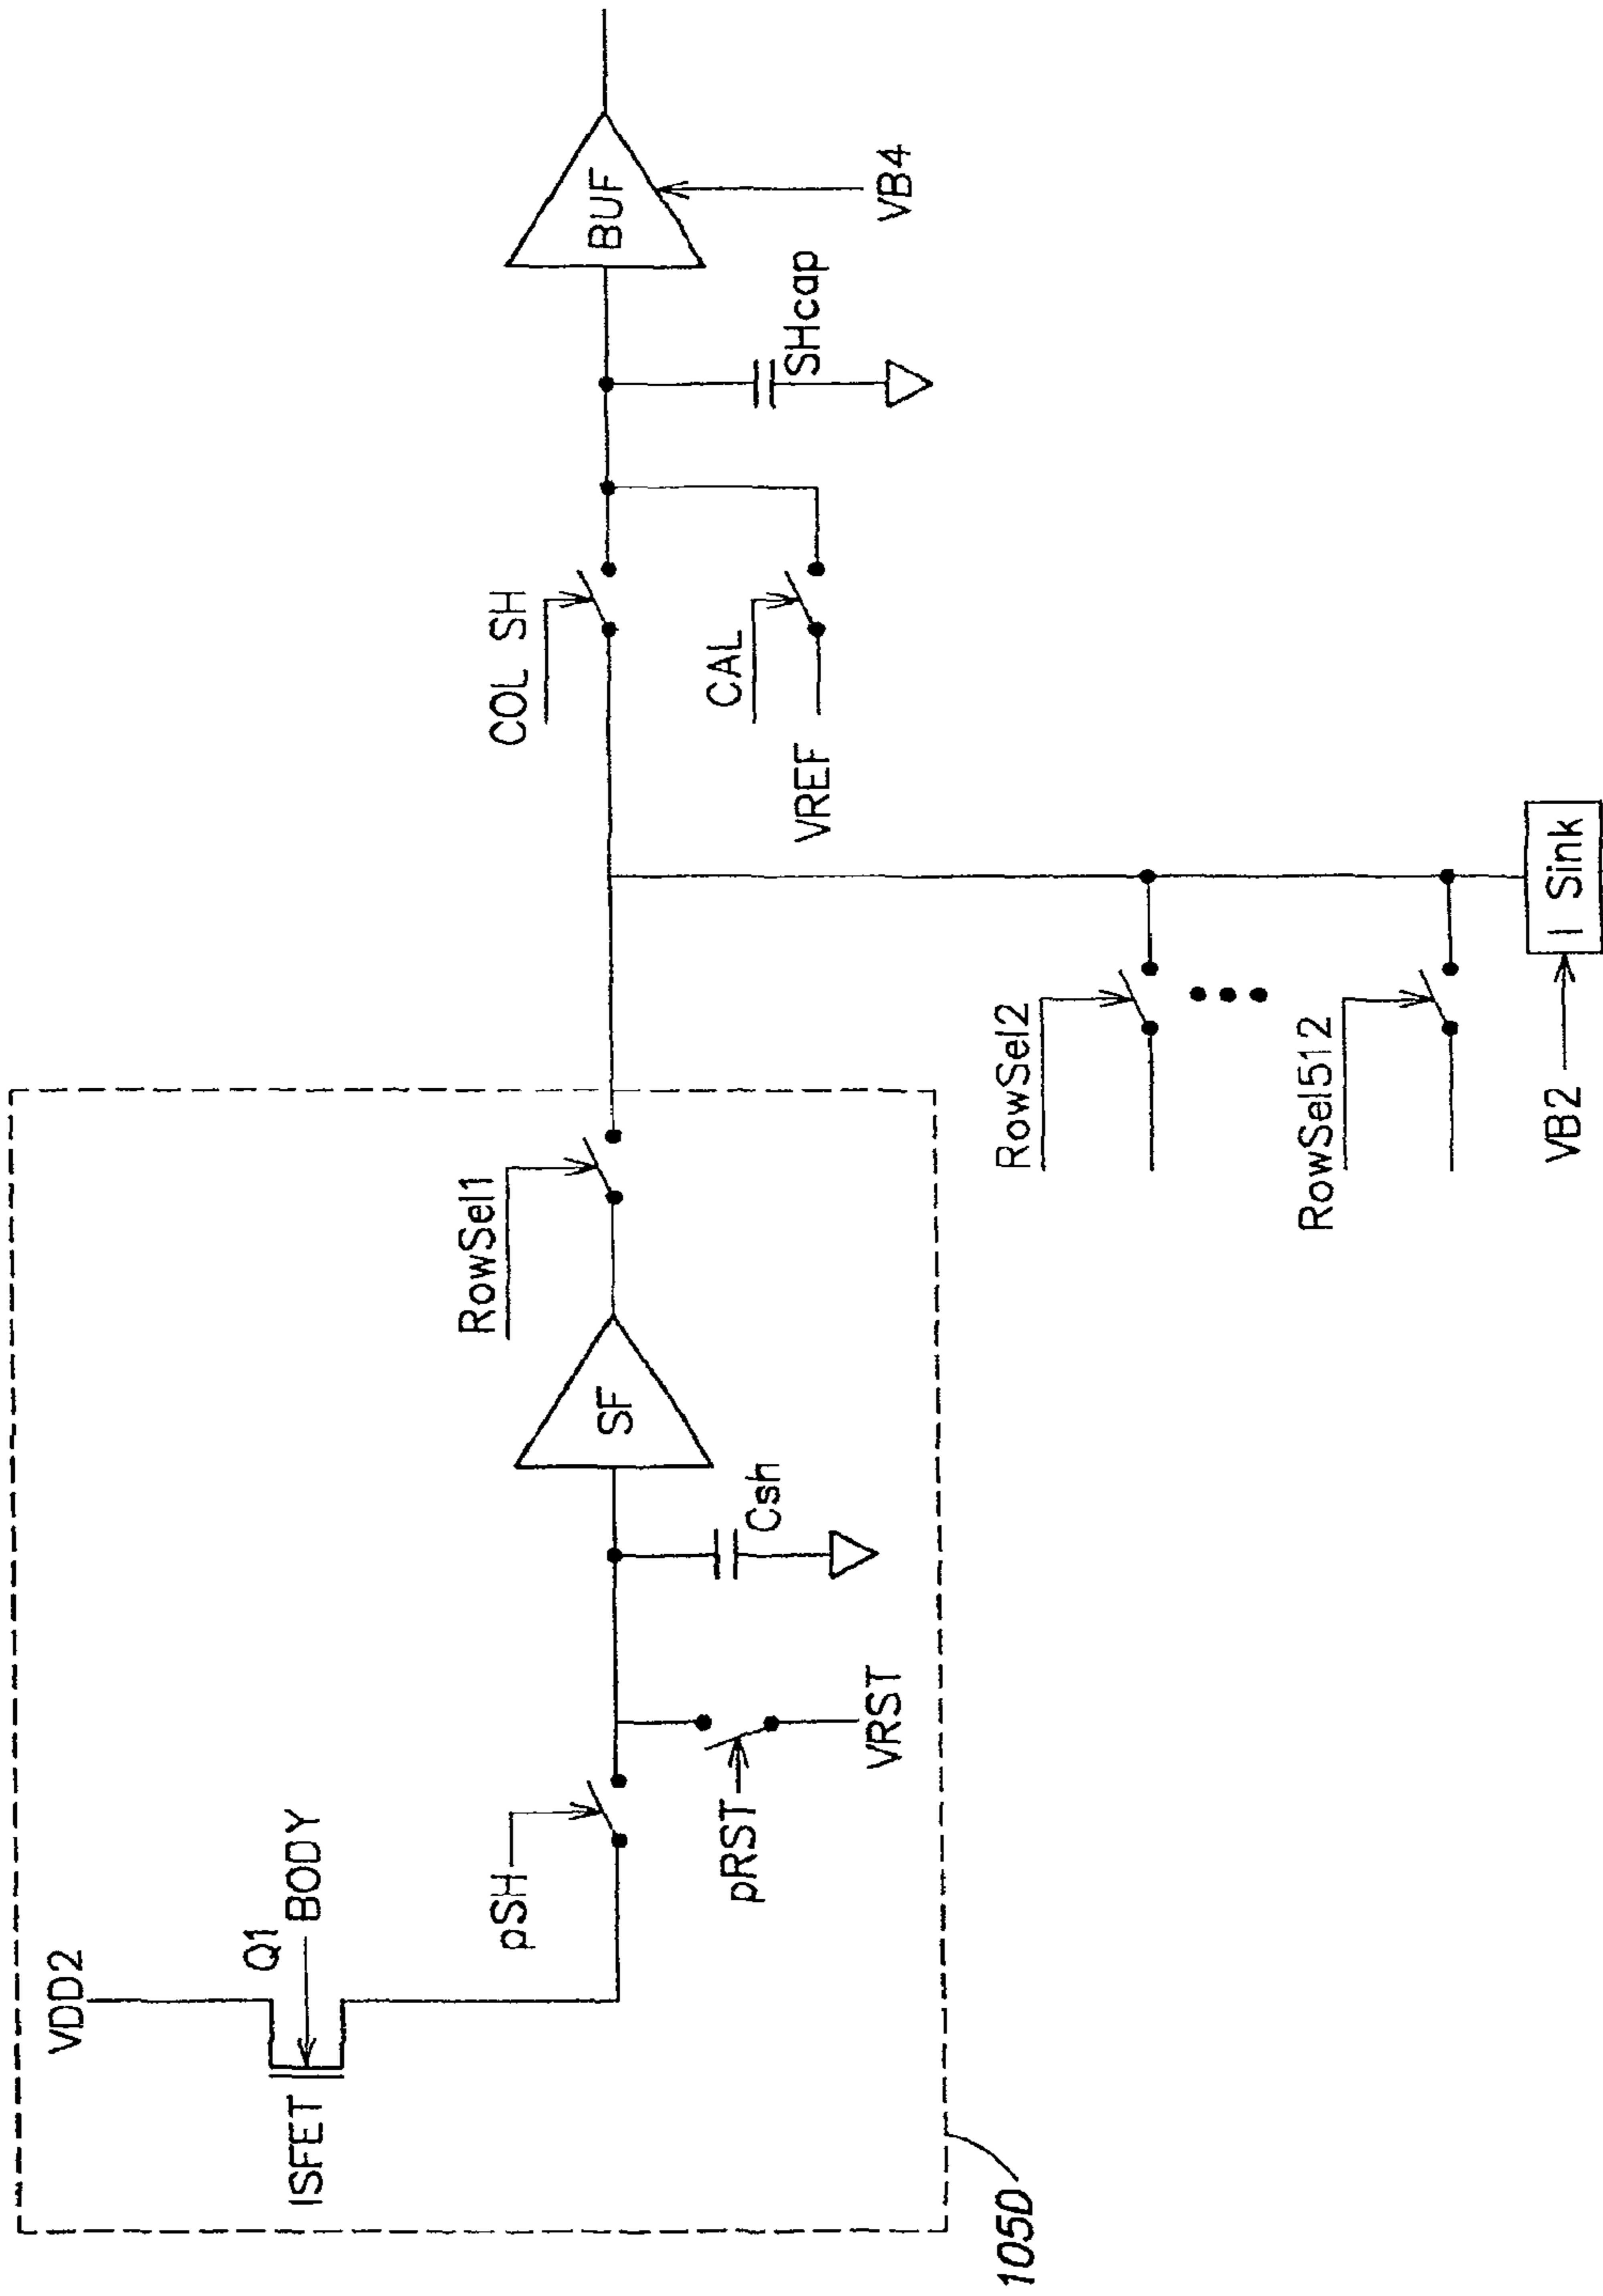 VDD2
Q1
BODY
ISFET
pSH
pRST
VRST
Csh
SF
RowSel1
105D
RowSel2
RowSel512
VB2
I Sink
COL SH
CAL
VREF
SHcap
BUF
VB4